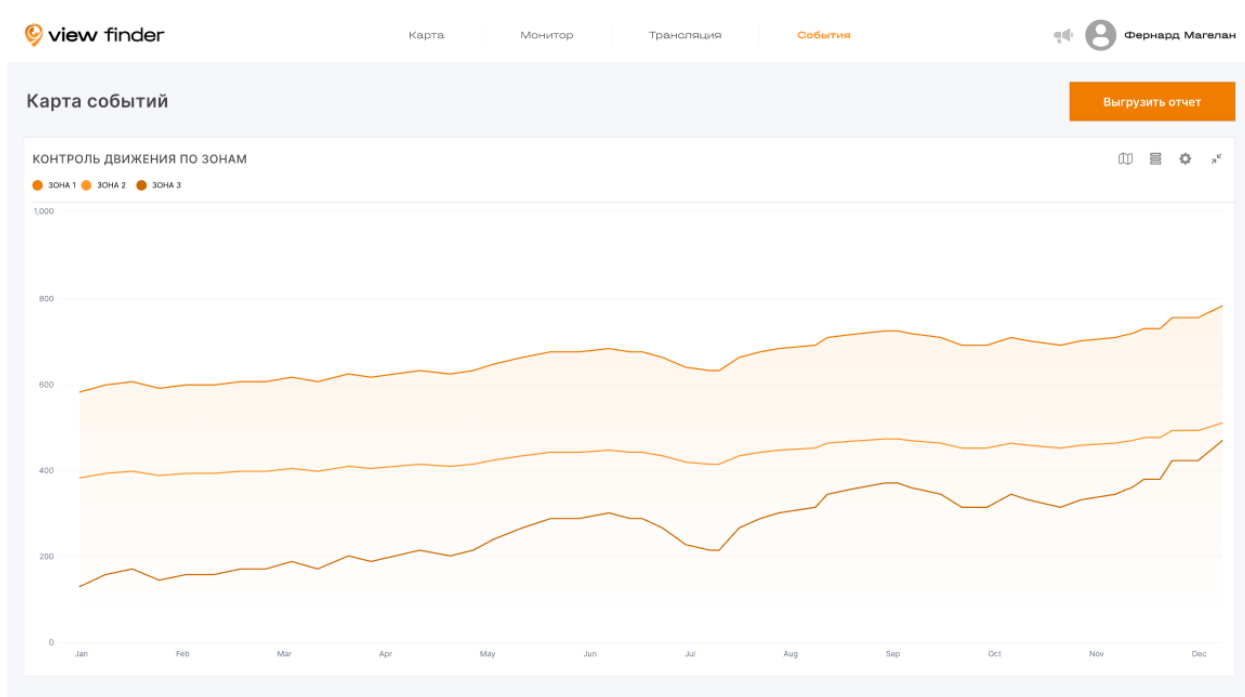 view finder
Карта
Монитор
Трансляция
События
Фернард Магелан
Карта событий
Выгрузить отчет
КОНТРОЛЬ ДВИЖЕНИЯ ПО ЗОНАМ
ЗОНА 1
ЗОНА 2
ЗОНА 3
1,000
800
600
400
200
0
Jan
Feb
Mar
Apr
May
Jun
Jul
Aug
Sep
Oct
Nov
Dec